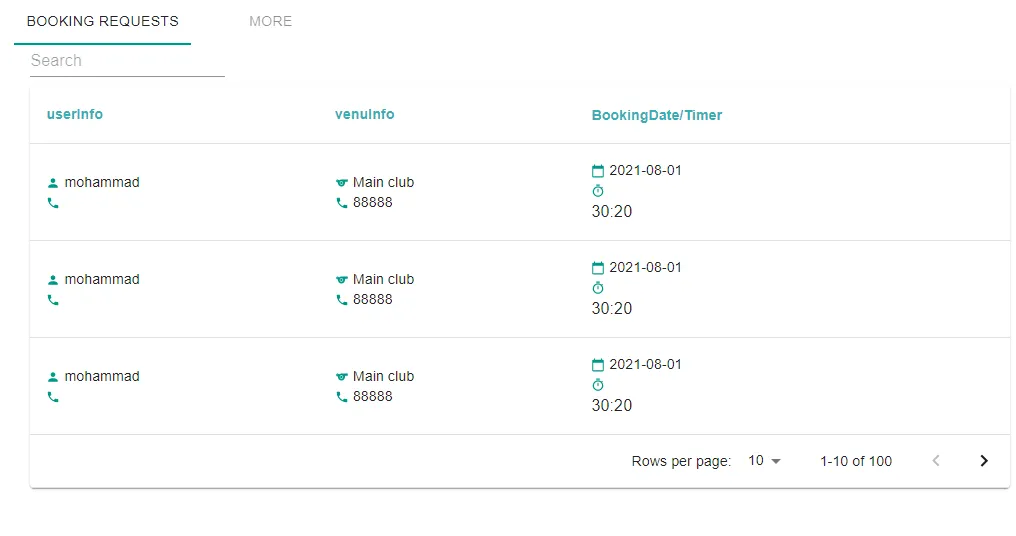 BOOKING REQUESTS MORE
Search
userInfo venuInfo BookingDate/Timer
mohammad Main club 2021-08-01
88888
30:20
mohammad Main club 2021-08-01
88888
30:20
mohammad Main club 2021-08-01
88888
30:20
Rows per page: 10 1-10 of 100